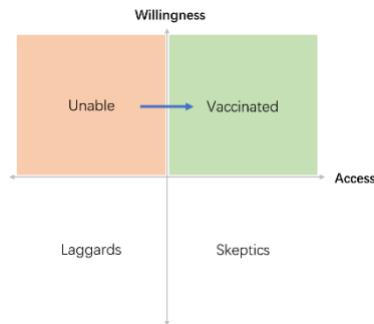 Willingness
Unable
Vaccinated
Access
Laggards
Skeptics